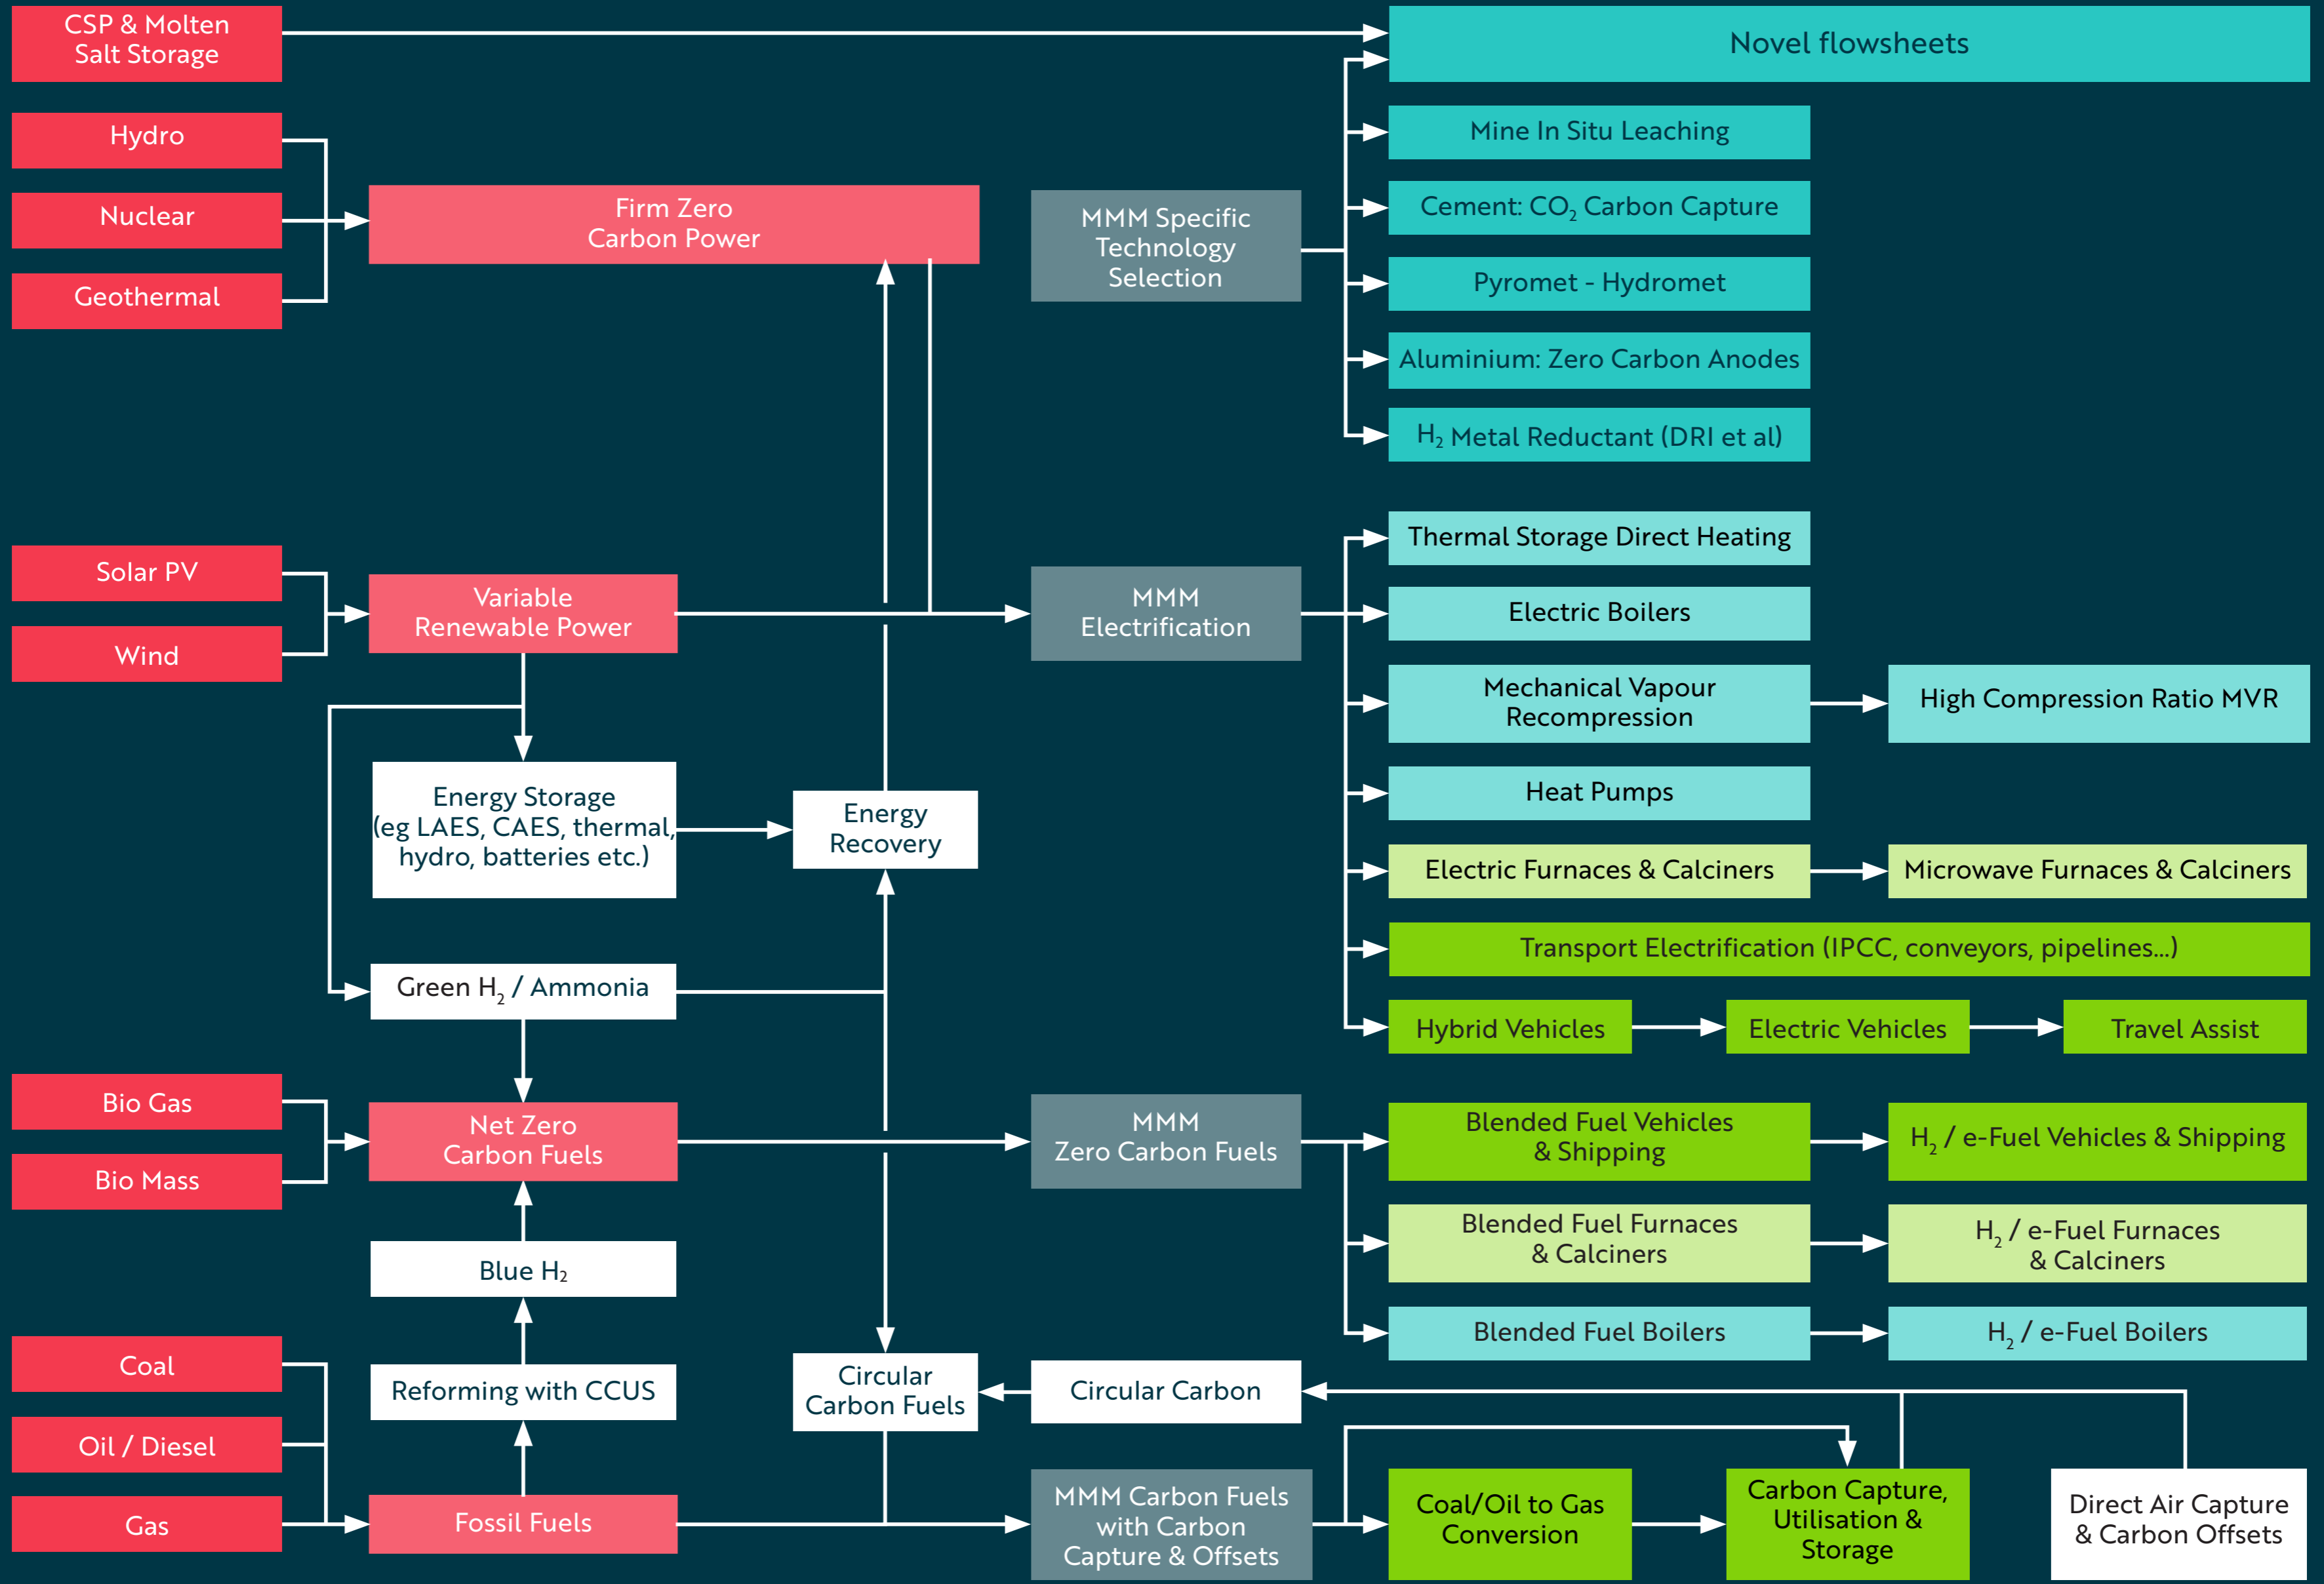 CSP & Molten
Salt Storage
Novel flowsheets
Hydro
Nuclear
Geothermal
Firm Zero
Carbon Power
MMM Specific
Technology
Selection
Mine In Situ Leaching
Cement: CO₂ Carbon Capture
Pyromet - Hydromet
Aluminium: Zero Carbon Anodes
H₂ Metal Reductant (DRI et al)
Solar PV
Wind
Variable
Renewable Power
MMM
Electrification
Thermal Storage Direct Heating
Electric Boilers
Mechanical Vapour
Recompression
High Compression Ratio MVR
Heat Pumps
Electric Furnaces & Calciners
Microwave Furnaces & Calciners
Transport Electrification (IPCC, conveyors, pipelines...)
Hybrid Vehicles
Electric Vehicles
Travel Assist
Energy Storage
(eg LAES, CAES, thermal,
hydro, batteries etc.)
Energy
Recovery
Green H₂ / Ammonia
Bio Gas
Bio Mass
Net Zero
Carbon Fuels
MMM
Zero Carbon Fuels
Blended Fuel Vehicles
& Shipping
H₂ / e-Fuel Vehicles & Shipping
Blended Fuel Furnaces
& Calciners
H₂ / e-Fuel Furnaces
& Calciners
Blended Fuel Boilers
H₂ / e-Fuel Boilers
Blue H₂
Reforming with CCUS
Coal
Oil / Diesel
Gas
Fossil Fuels
Circular
Carbon Fuels
Circular Carbon
MMM Carbon Fuels
with Carbon
Capture & Offsets
Coal/Oil to Gas
Conversion
Carbon Capture,
Utilisation &
Storage
Direct Air Capture
& Carbon Offsets